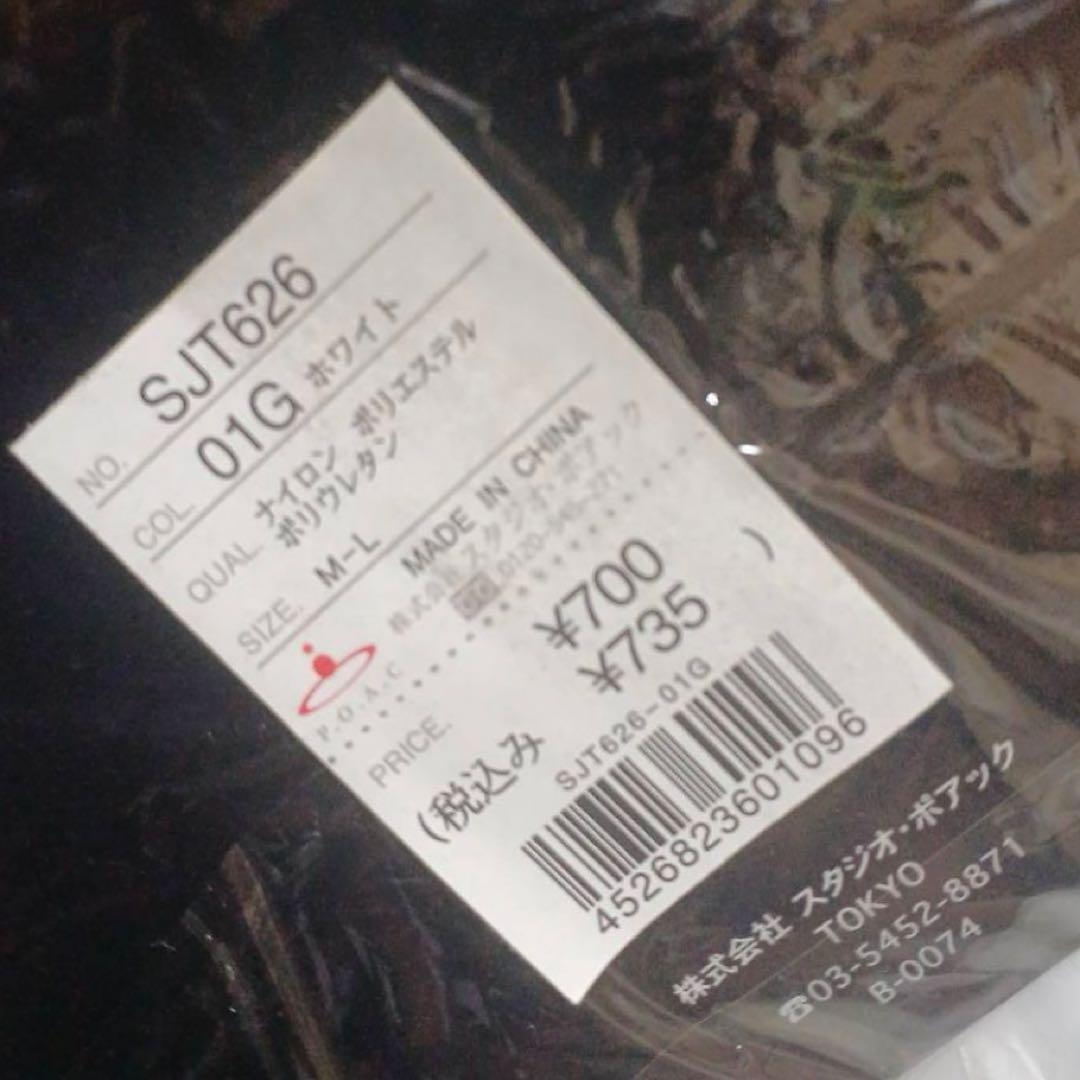 NO. SJT626
COL. 01G ホワイト
QUAL. ナイロン ポリエステル
ポリウレタン
SIZE. M-L
MADE IN CHINA
株式会社スタジオ・ポアック
0120-545-271
P.O.A.C
PRICE. ¥700
(税込み ¥735 )
SJT626-01G
4526823601096
株式会社 スタジオ・ポアック
TOKYO
☎03-5452-8871
B-0074